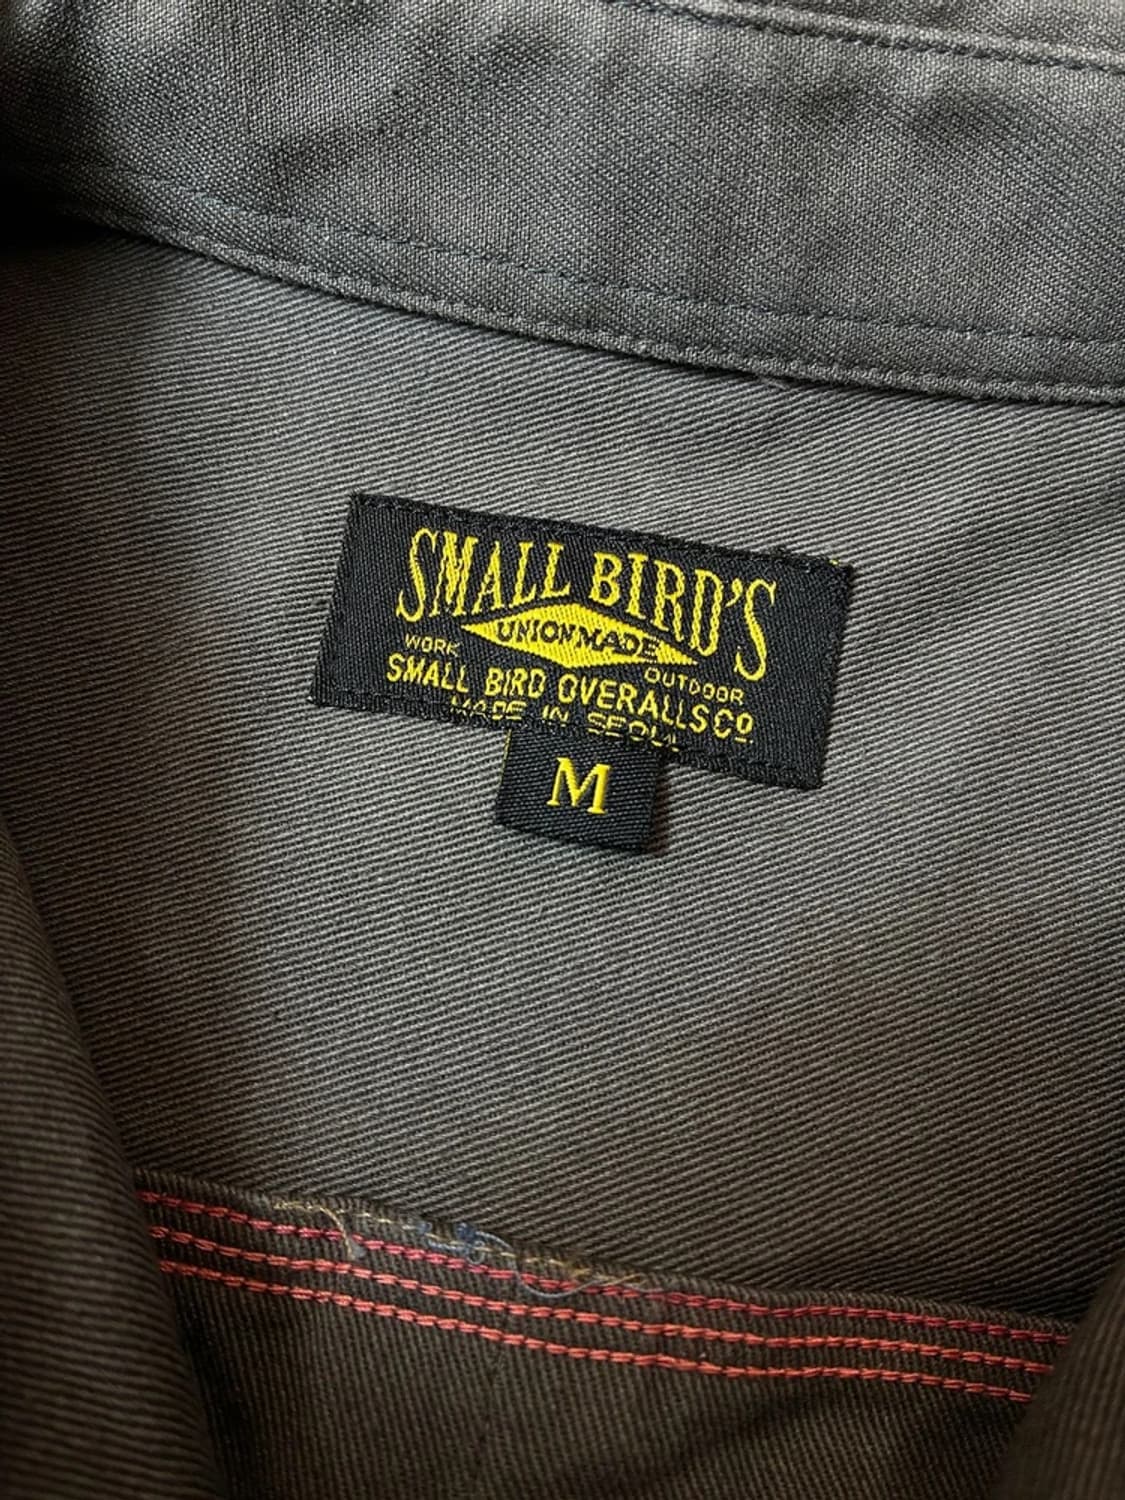 SMALL BIRD'S
UNION MADE
WORK OUTDOOR
SMALL BIRD OVERALLS Co.
MADE IN SEOUL
M